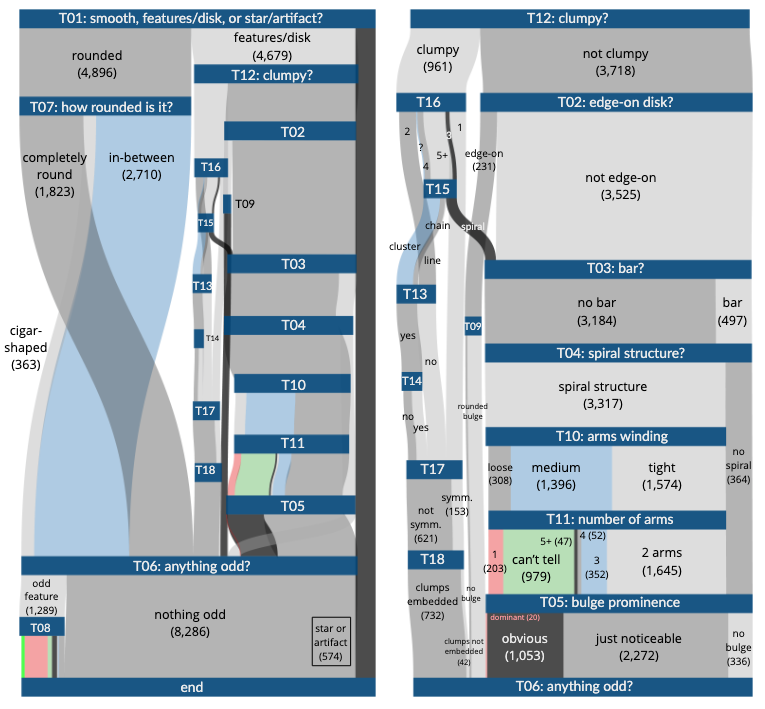 T01: smooth, features/disk, or star/artifact?
rounded
(4,896)
features/disk
(4,679)
T12: clumpy?
T07: how rounded is it?
T02
completely
round
(1,823)
in-between
(2,710)
T16
T09
T15
T03
T13
cigar-
shaped
(363)
T04
T14
T10
T17
T11
T18
T05
T06: anything odd?
odd
feature
(1,289)
T08
nothing odd
(8,286)
star or
artifact
(574)
end
T12: clumpy?
clumpy
(961)
not clumpy
(3,718)
T16
T02: edge-on disk?
2
?
4
5+
3
1
edge-on
(231)
not edge-on
(3,525)
T15
chain
spiral
cluster
line
T03: bar?
T13
no bar
(3,184)
bar
(497)
T09
yes
no
T04: spiral structure?
T14
spiral structure
(3,317)
no
yes
rounded
bulge
T10: arms winding
no
spiral
(364)
loose
(308)
medium
(1,396)
tight
(1,574)
T17
symm.
(153)
not
symm.
(621)
T11: number of arms
1
(203)
5+ (47)
can't tell
(979)
4 (52)
3
(352)
2 arms
(1,645)
T18
clumps
embedded
(732)
no
bulge
T05: bulge prominence
dominant (20)
obvious
(1,053)
just noticeable
(2,272)
no
bulge
(336)
clumps not
embedded
(42)
T06: anything odd?